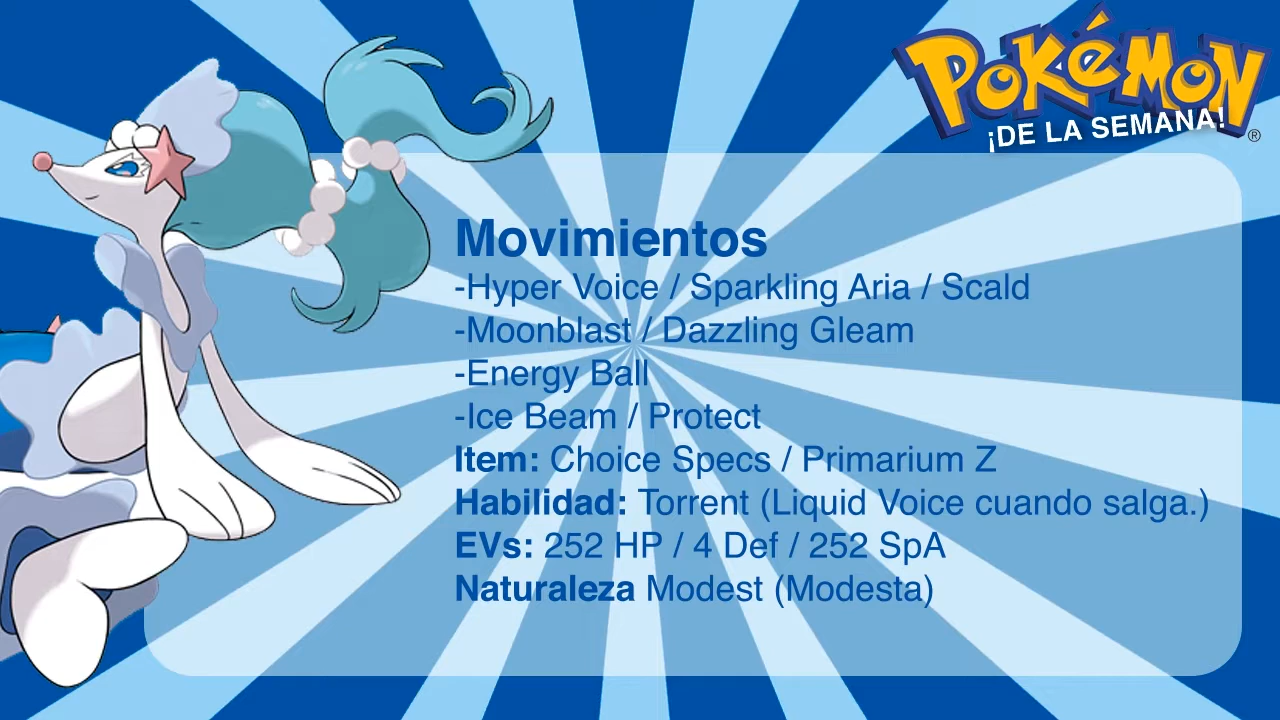 POKéMON
¡DE LA SEMANA!
®
Movimientos
-Hyper Voice / Sparkling Aria / Scald
-Moonblast / Dazzling Gleam
-Energy Ball
-Ice Beam / Protect
Item: Choice Specs / Primarium Z
Habilidad: Torrent (Liquid Voice cuando salga.)
EVs: 252 HP / 4 Def / 252 SpA
Naturaleza Modest (Modesta)